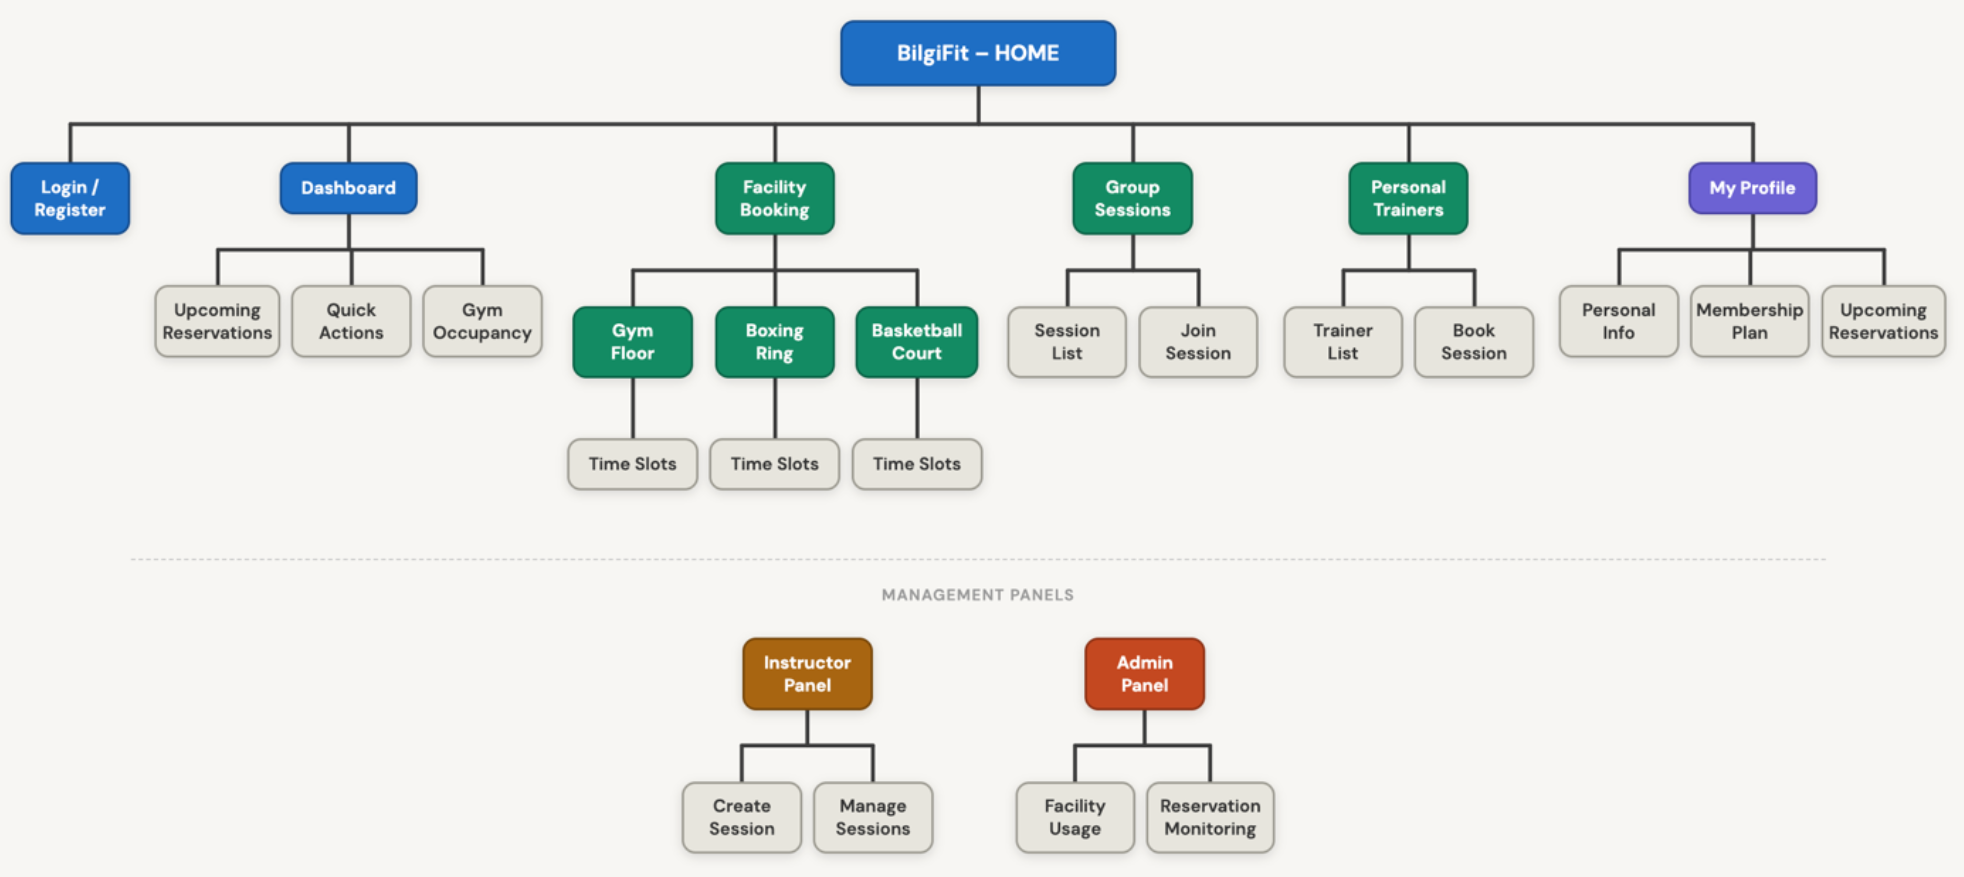 BilgiFit – HOME
Login /
Register
Dashboard
Facility
Booking
Group
Sessions
Personal
Trainers
My Profile
Upcoming
Reservations
Quick
Actions
Gym
Occupancy
Gym
Floor
Boxing
Ring
Basketball
Court
Session
List
Join
Session
Trainer
List
Book
Session
Personal
Info
Membership
Plan
Upcoming
Reservations
Time Slots
Time Slots
Time Slots
MANAGEMENT PANELS
Instructor
Panel
Admin
Panel
Create
Session
Manage
Sessions
Facility
Usage
Reservation
Monitoring